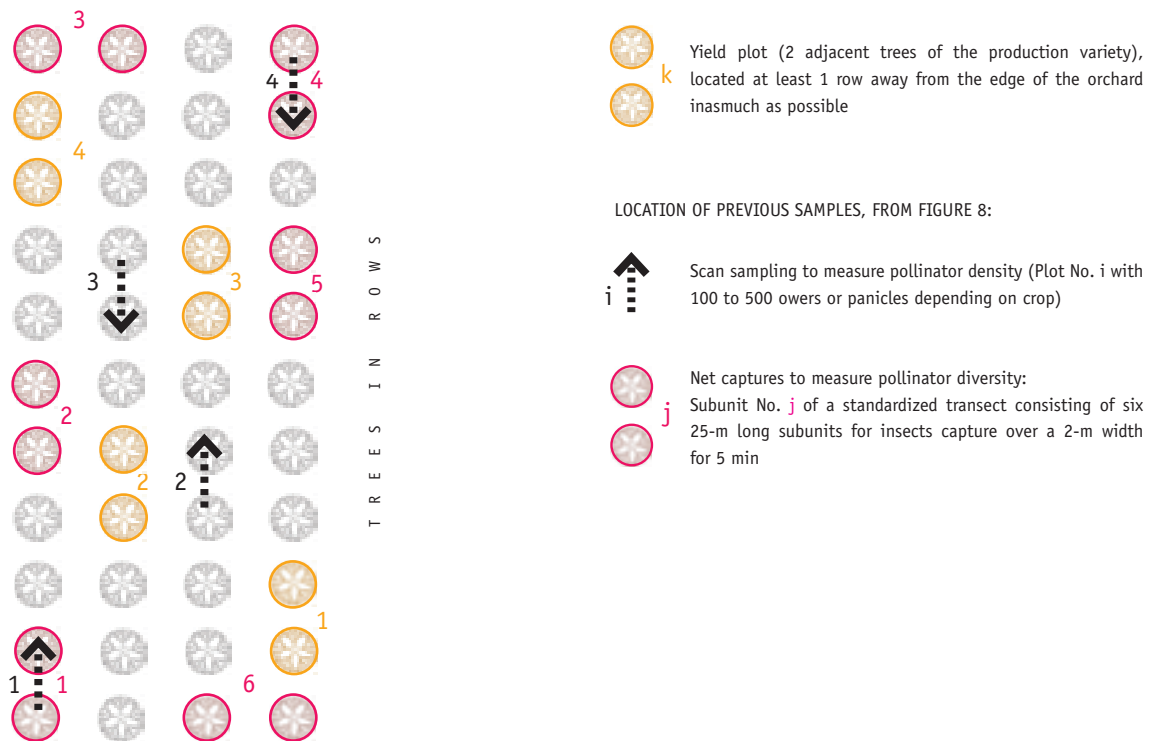 3
4
4
4
3
3
5
2
2
2
1
1
1
6
TREES IN ROWS
k
Yield plot (2 adjacent trees of the production variety),
located at least 1 row away from the edge of the orchard
inasmuch as possible
LOCATION OF PREVIOUS SAMPLES, FROM FIGURE 8:
i
Scan sampling to measure pollinator density (Plot No. i with
100 to 500 owers or panicles depending on crop)
j
Net captures to measure pollinator diversity:
Subunit No. j of a standardized transect consisting of six
25-m long subunits for insects capture over a 2-m width
for 5 min